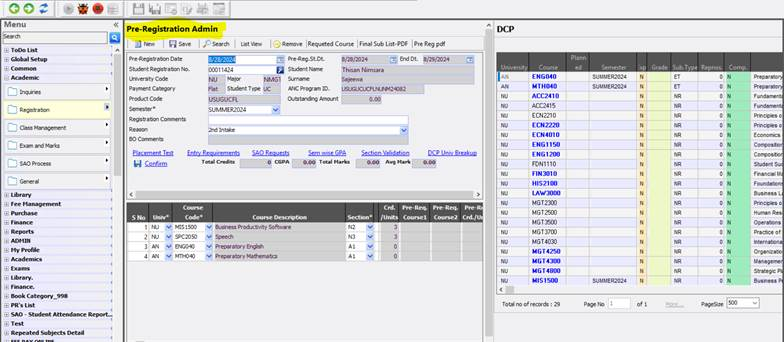 Menu
Search
ToDo List
Global Setup
Academic
Inquiries
Registration
Class Management
Exam and Marks
SAO Process
General
Library
Fee Management
Purchase
Finance
Reports
ADMIN
My Profile
Academics
Exams
Library.
Finance.
Book Category_998
PR's List
SAO - Student Attendance Report...
Test
Repeated Subjects Detail
Pre-Registration Admin
New Save Search List View Remove Requeted Course Final Sub List-PDF Pre Reg pdf
Pre-Registration Date 8/28/2024 Pre-Reg.St.Dt. 8/28/2024 End Dt. 8/29/2024
Student Registration No. 00011424 Student Name Thisan Nimsara
University Code NU Major NMGT Surname Sajeewa
Payment Category Flat Student Type UC ANC Program ID. USUGUCFLNUNM24082
Product Code USUGUCFL Outstanding Amount 0.00
Semester* SUMMER2024
Registration Comments
Reason 2nd Intake
BO Comments
Placement Test Entry Requirements SAO Requests Sem wise GPA Section Validation DCP Univ Breakup
Confirm Total Credits 0 CGPA 0.00 Total Marks 0.00 Avg Mark 0.00
S No Univ* Course Code* Course Description Section* Crd. /Units Pre-Req. Course1 Pre-Req. Course2 Pre-Req. Crd./U
1 NU MIS1500 Business Productivity Software N2 3
2 NU SPC2050 Speech N3 3
3 AN ENG040 Preparatory English A1 0
4 AN MTH040 Preparatory Mathematics A1 0
DCP
University Course Planned Semester Grade Sub.Type Repnos. Comp.
AN ENG040 SUMMER2024 N ET 0 N Preparatory
AN MTH040 SUMMER2024 N ET 0 N Preparatory
NU ACC2410 N NR 0 N Fundament
NU ACC2415 N NR 0 N Fundament
NU ECN2210 N NR 0 N Principles o
NU ECN2220 N NR 0 N Principles o
NU ECN4010 N NR 0 N Economics
NU ENG1150 N NR 0 N Composition
NU ENG1200 N NR 0 N Composition
NU FDN1110 N NR 0 N Student Suc
NU FIN3010 N NR 0 N Financial M
NU HIS2100 N NR 0 N Foundations
NU LAW3000 N NR 0 N Business L
NU MGT2300 N NR 0 N Principles o
NU MGT2500 N NR 0 N Human Res
NU MGT2700 N NR 0 N Operations
NU MGT3700 N NR 0 N Practice of
NU MGT4030 N NR 0 N Internationa
NU MGT4250 N NR 0 N Organizatio
NU MGT4300 N NR 0 N Managemen
NU MGT4800 N NR 0 N Strategic Pl
NU MIS1500 SUMMER2024 N NR 0 N Business P
Total no of records : 29 Page No 1 of 1 More... PageSize 500